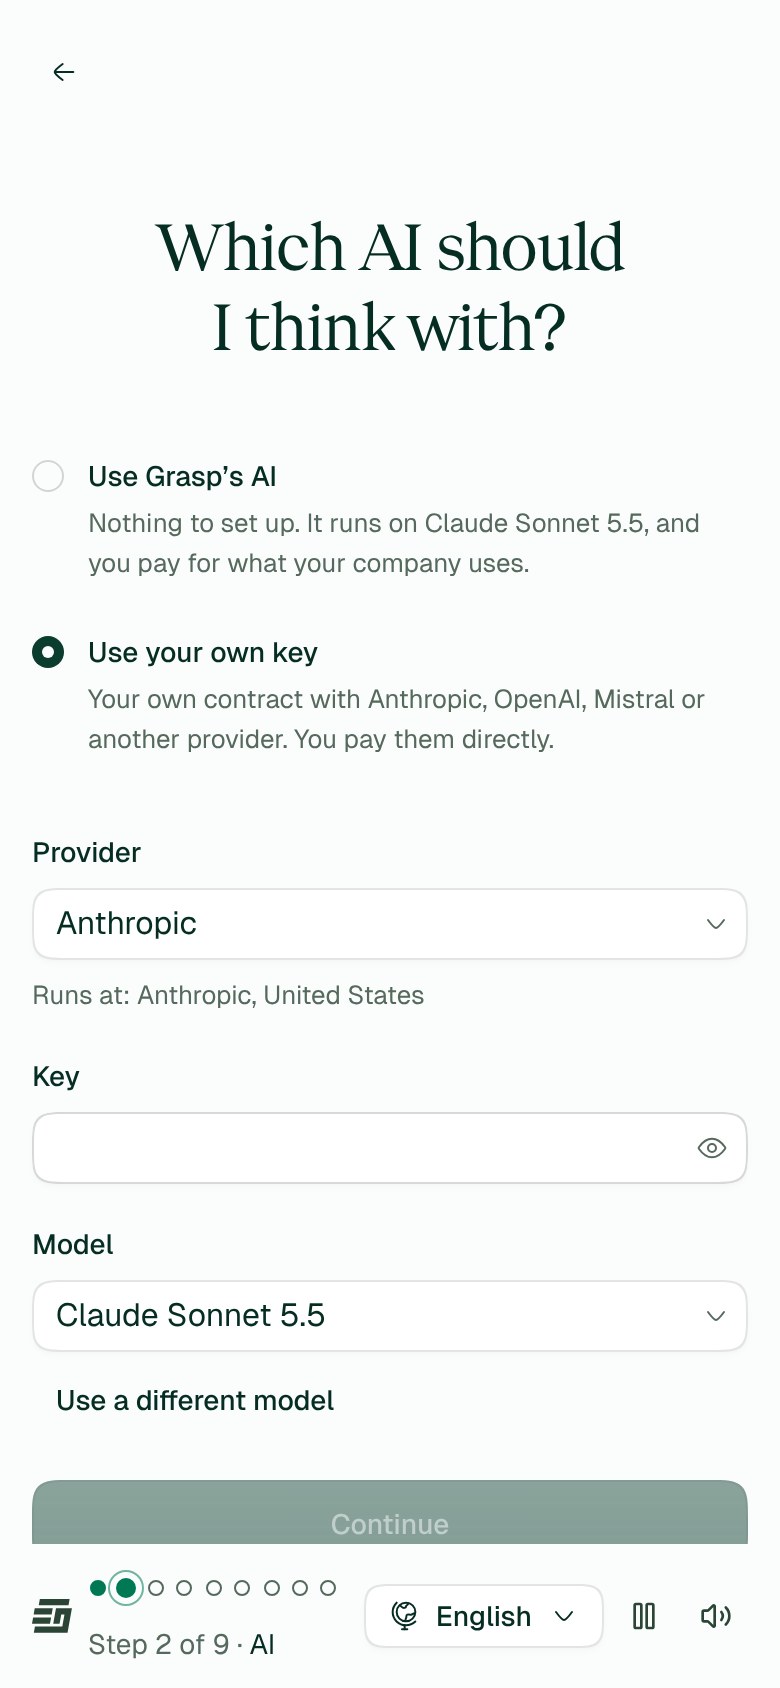 Which AI should
I think with?
Use Grasp’s AI
Nothing to set up. It runs on Claude Sonnet 5.5, and
you pay for what your company uses.
Use your own key
Your own contract with Anthropic, OpenAI, Mistral or
another provider. You pay them directly.
Provider
Anthropic
Runs at: Anthropic, United States
Key
Model
Claude Sonnet 5.5
Use a different model
Continue
Step 2 of 9 · AI
English